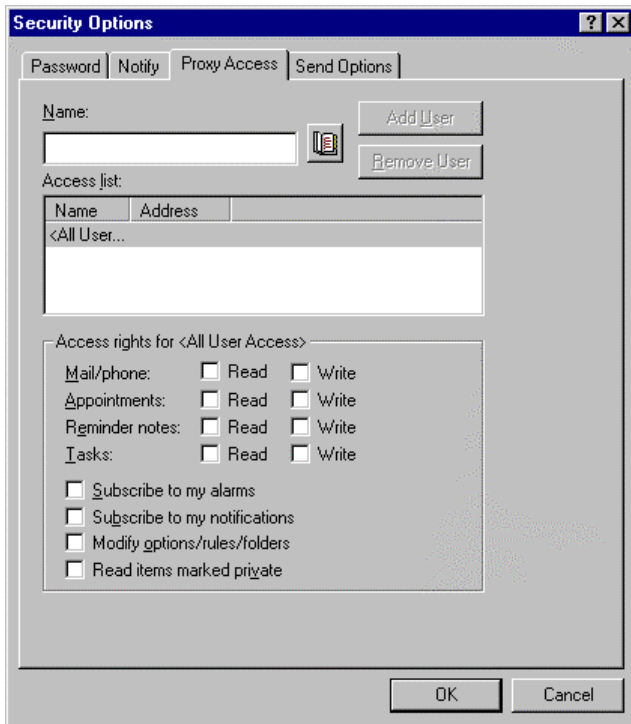 Security Options
Password Notify Proxy Access Send Options
Name:
Add User
Remove User
Access list:
Name Address
<All User...
Access rights for <All User Access>
Mail/phone: Read Write
Appointments: Read Write
Reminder notes: Read Write
Tasks: Read Write
Subscribe to my alarms
Subscribe to my notifications
Modify options/rules/folders
Read items marked private
OK Cancel